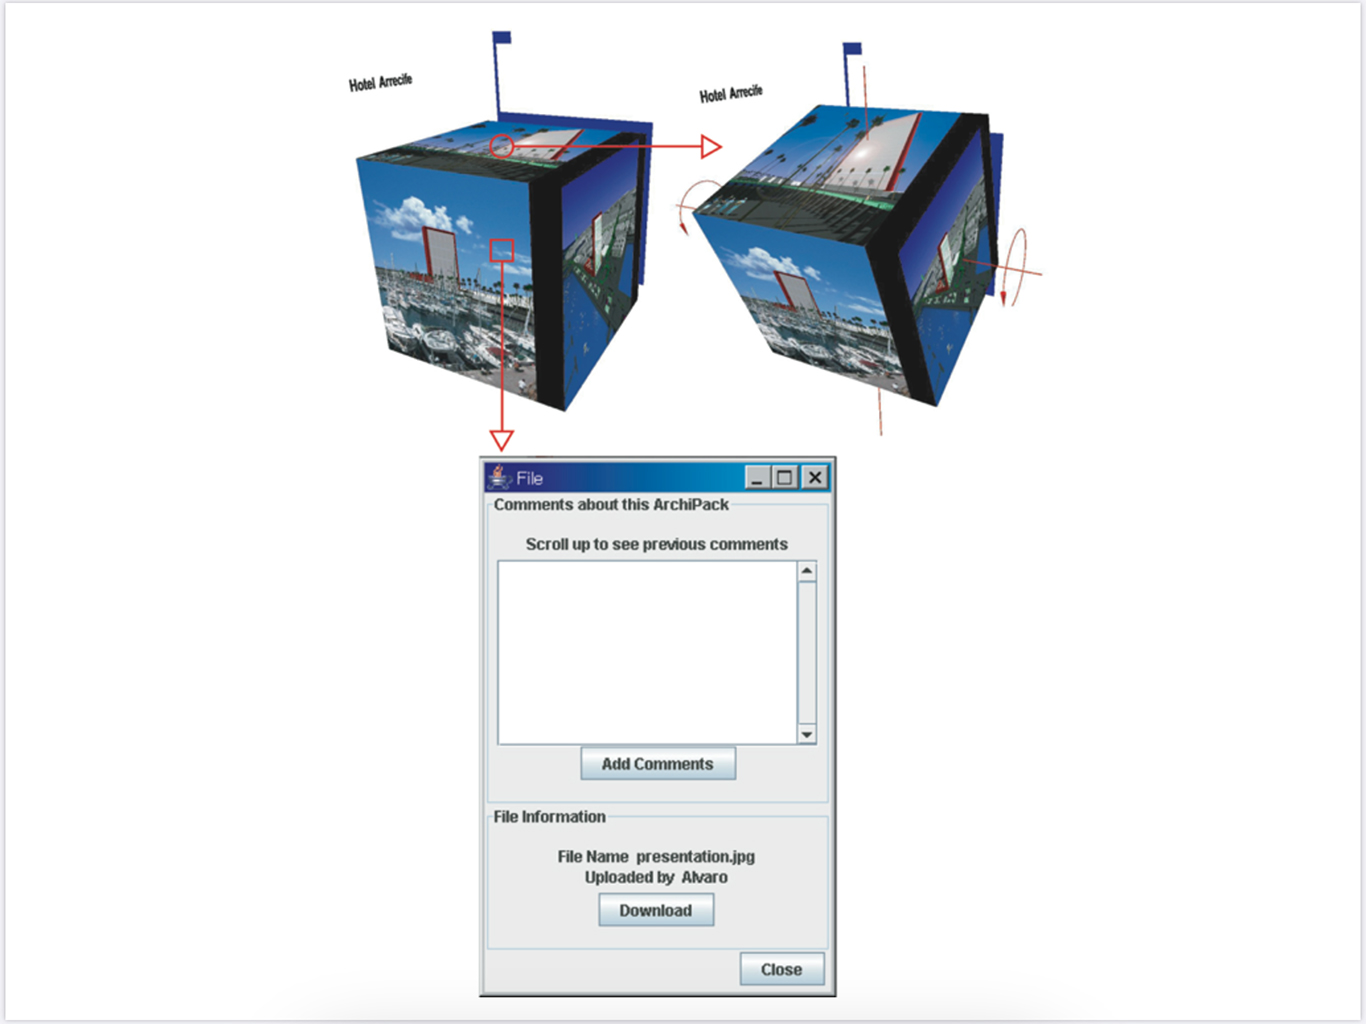 Hotel Arrecife
Hotel Arrecife
File
Comments about this ArchiPack
Scroll up to see previous comments
Add Comments
File Information
File Name presentation.jpg
Uploaded by Alvaro
Download
Close